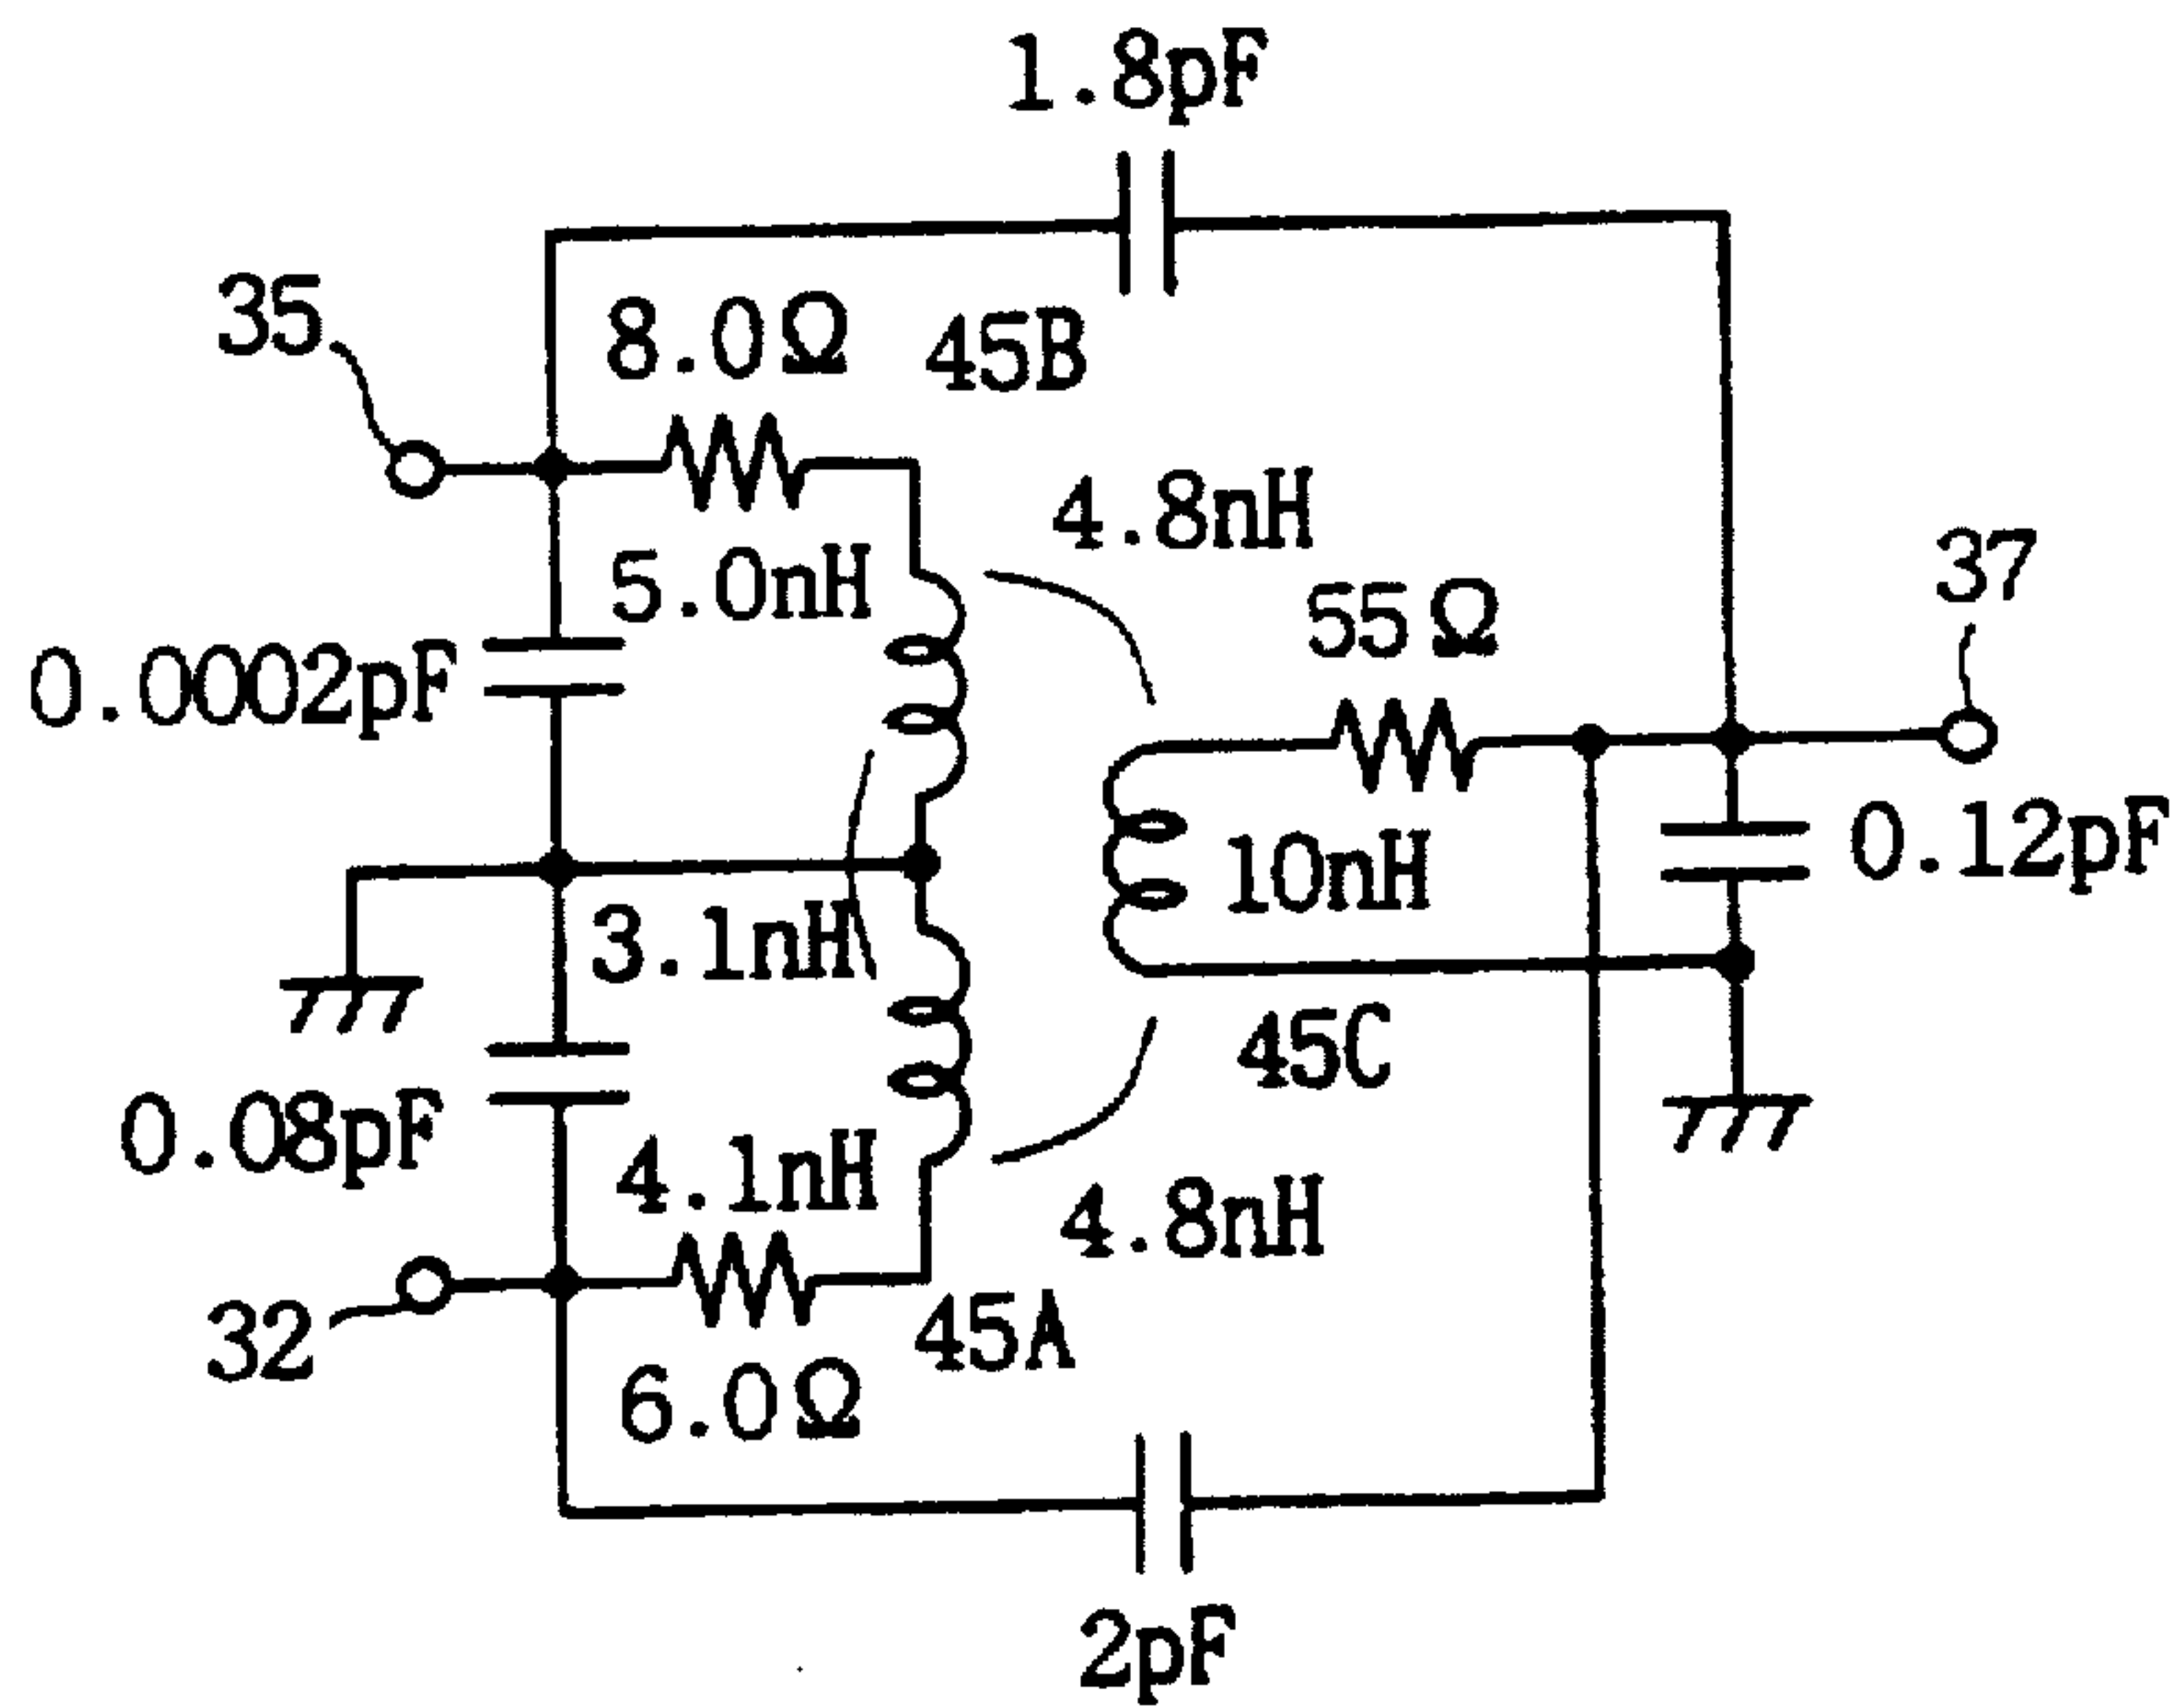 1.8pF
35
8.0Ω
45B
4.8nH
5.0nH
55Ω
37
0.0002pF
10nH
0.12pF
3.1nH
45C
0.08pF
4.1nH
4.8nH
32
45A
6.0Ω
2pF